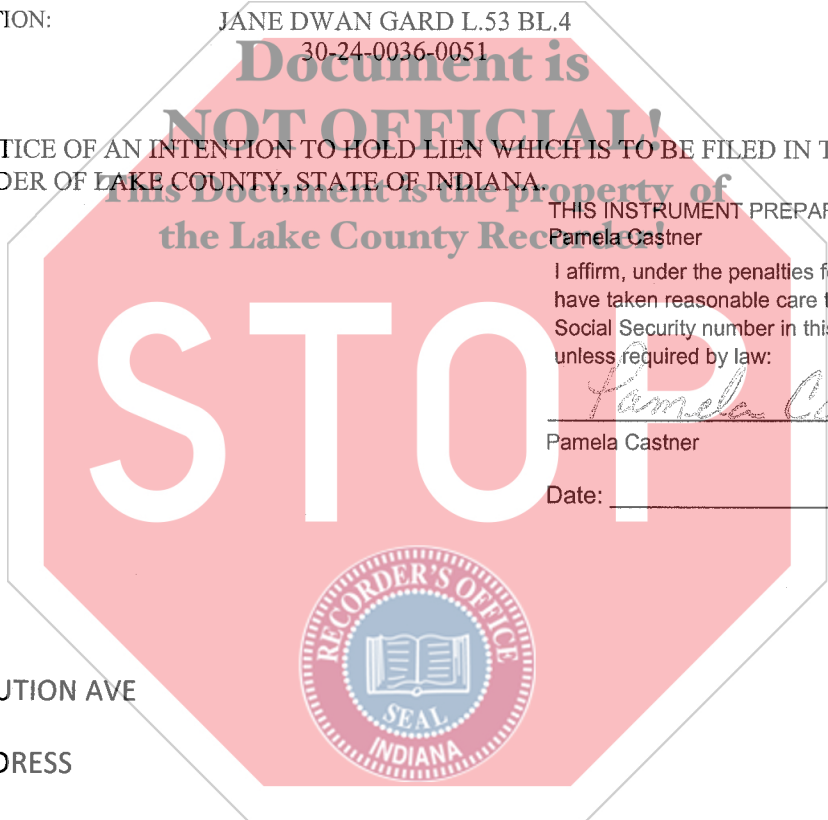 TION: JANE DWAN GARD L.53 BL.4
30-24-0036-0051
Document is
NOT OFFICIAL!
TICE OF AN INTENTION TO HOLD LIEN WHICH IS TO BE FILED IN T
DER OF LAKE COUNTY, STATE OF INDIANA.
This Document is the property of
the Lake County Recorder!
THIS INSTRUMENT PREPAR
Pamela Castner
I affirm, under the penalties f
have taken reasonable care t
Social Security number in this
unless required by law:
Pamela Ca
Pamela Castner
Date:
STOP
RECORDER'S OFFICE
SEAL
INDIANA
UTION AVE
DRESS